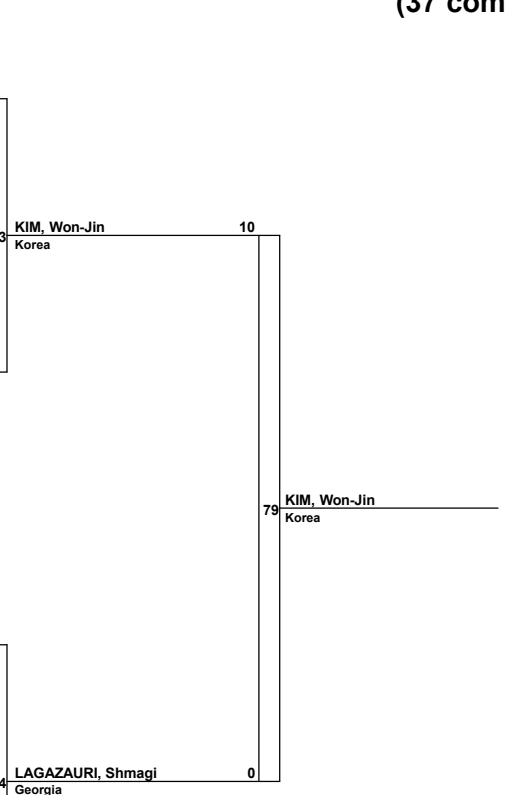 (37 com
KIM, Won-Jin 10
3
Korea
KIM, Won-Jin
79
Korea
LAGAZAURI, Shmagi 0
4
Georgia